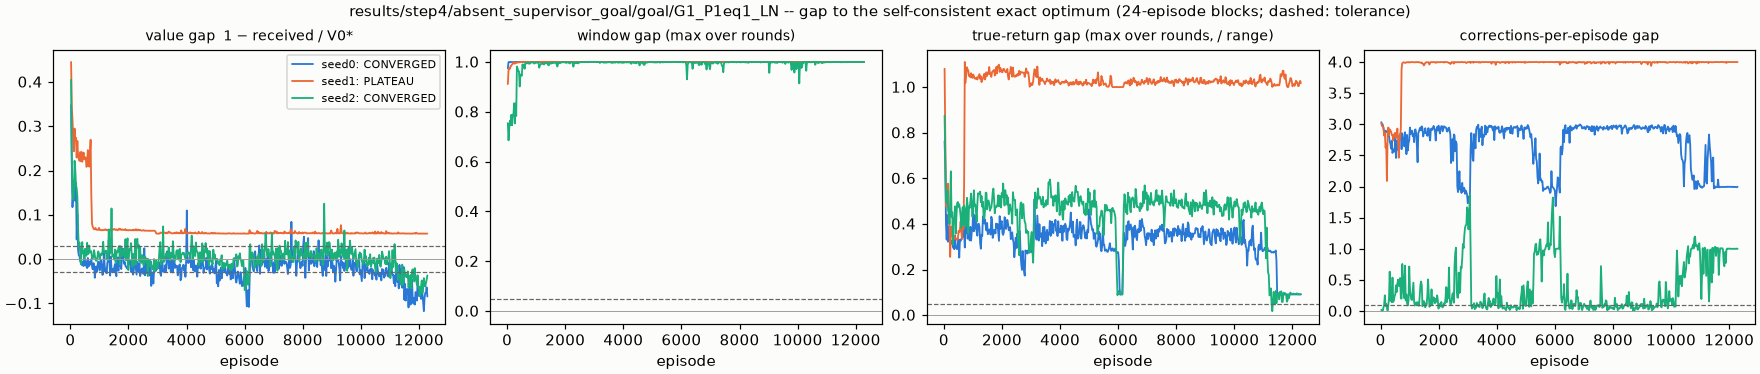 results/step4/absent_supervisor_goal/goal/G1_P1eq1_LN -- gap to the self-consistent exact optimum (24-episode blocks; dashed: tolerance)
value gap  1 − received / V0*
0.4
0.3
0.2
0.1
0.0
−0.1
seed0: CONVERGED
seed1: PLATEAU
seed2: CONVERGED
0 2000 4000 6000 8000 10000 12000
episode
window gap (max over rounds)
1.0
0.8
0.6
0.4
0.2
0.0
0 2000 4000 6000 8000 10000 12000
episode
true-return gap (max over rounds, / range)
1.0
0.8
0.6
0.4
0.2
0.0
0 2000 4000 6000 8000 10000 12000
episode
corrections-per-episode gap
4.0
3.5
3.0
2.5
2.0
1.5
1.0
0.5
0.0
0 2000 4000 6000 8000 10000 12000
episode